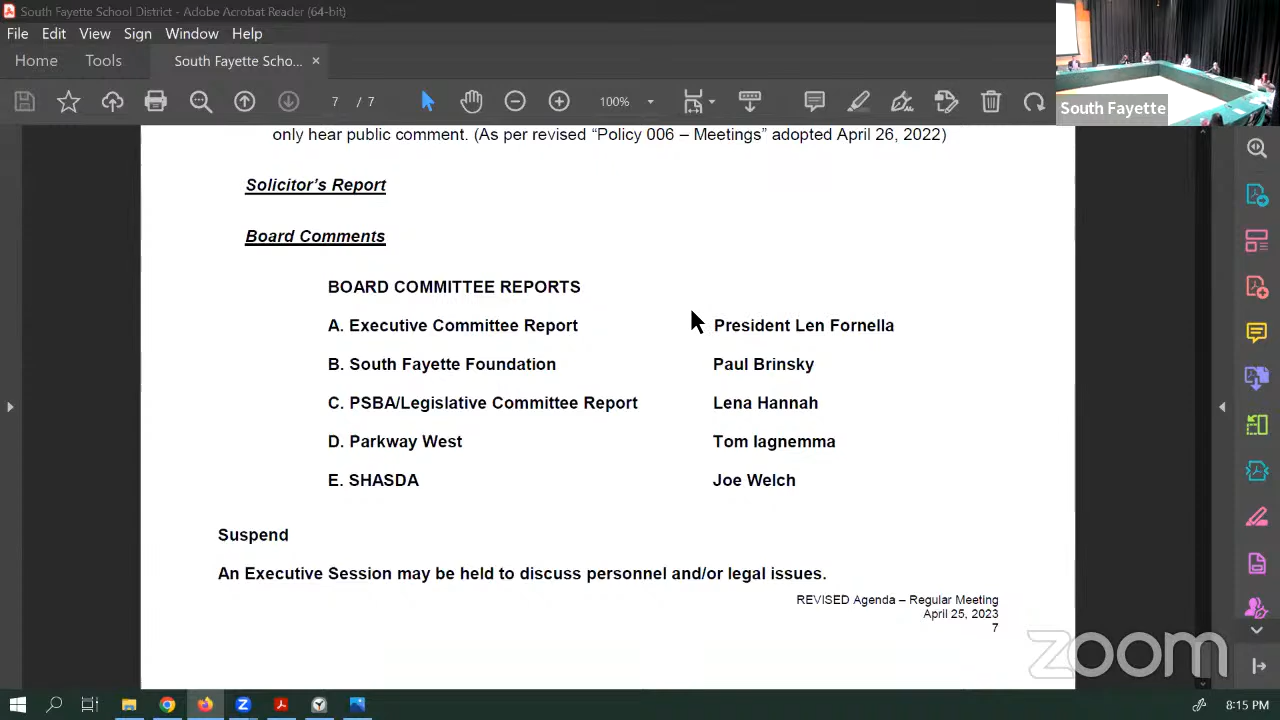 South Fayette School District - Adobe Acrobat Reader (64-bit)
File Edit View Sign Window Help
Home Tools South Fayette Scho... ×
7 / 7 100%
South Fayette
only hear public comment. (As per revised “Policy 006 – Meetings” adopted April 26, 2022)
Solicitor’s Report
Board Comments
BOARD COMMITTEE REPORTS
A. Executive Committee Report President Len Fornella
B. South Fayette Foundation Paul Brinsky
C. PSBA/Legislative Committee Report Lena Hannah
D. Parkway West Tom Iagnemma
E. SHASDA Joe Welch
Suspend
An Executive Session may be held to discuss personnel and/or legal issues.
REVISED Agenda – Regular Meeting
April 25, 2023
7
zoom
8:15 PM